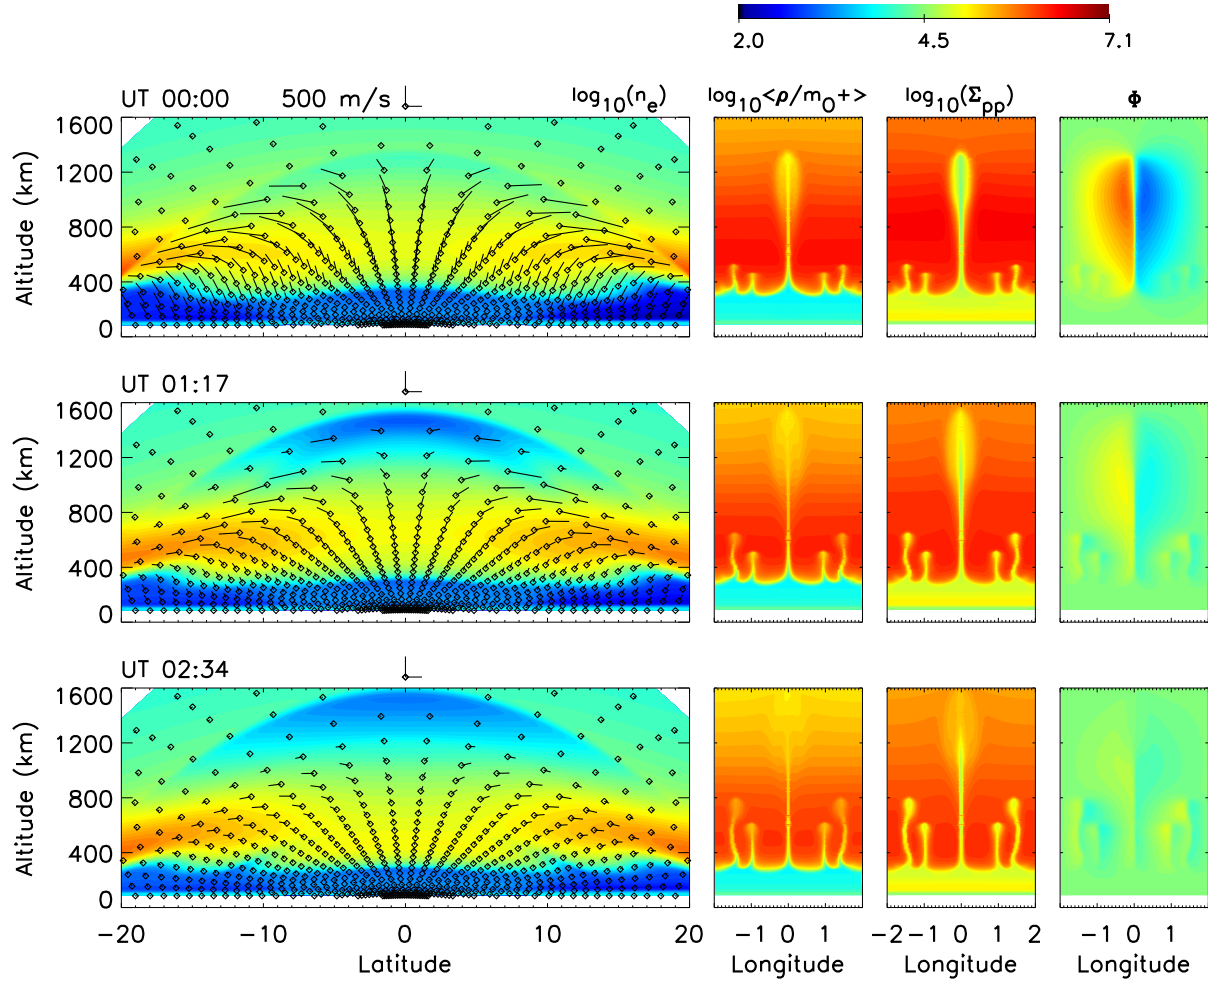 2.0 4.5 7.1
UT 00:00 500 m/s log10(ne) log10<ρ/mO+> log10(Σpp) Φ
1600
1200
800
400
0
Altitude (km)
UT 01:17
1600
1200
800
400
0
Altitude (km)
UT 02:34
1600
1200
800
400
0
Altitude (km)
−20 −10 0 10 20 −1 0 1 −2 −1 0 1 −1 0 1
Latitude Longitude Longitude Longitude